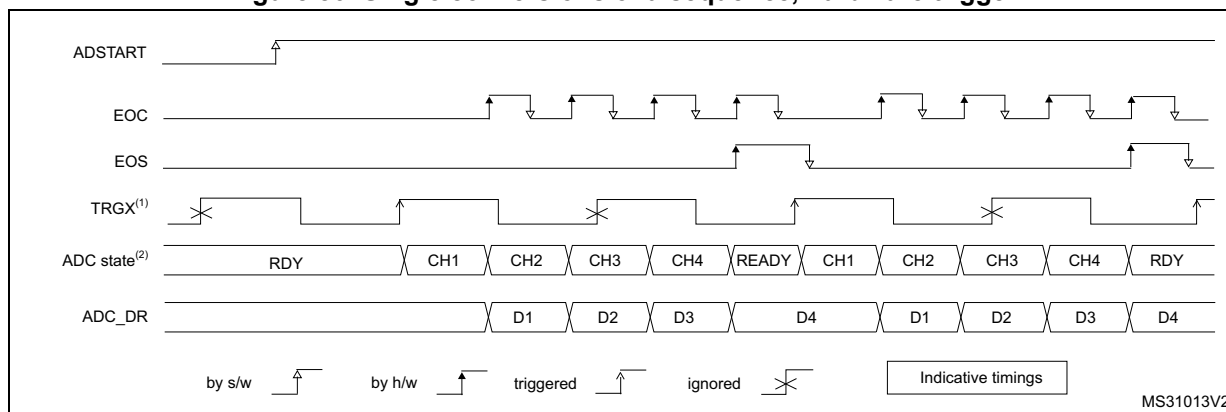 ADSTART
EOC
EOS
TRGX(1)
ADC state(2) RDY CH1 CH2 CH3 CH4 READY CH1 CH2 CH3 CH4 RDY
ADC_DR D1 D2 D3 D4 D1 D2 D3 D4
by s/w by h/w triggered ignored Indicative timings
MS31013V2